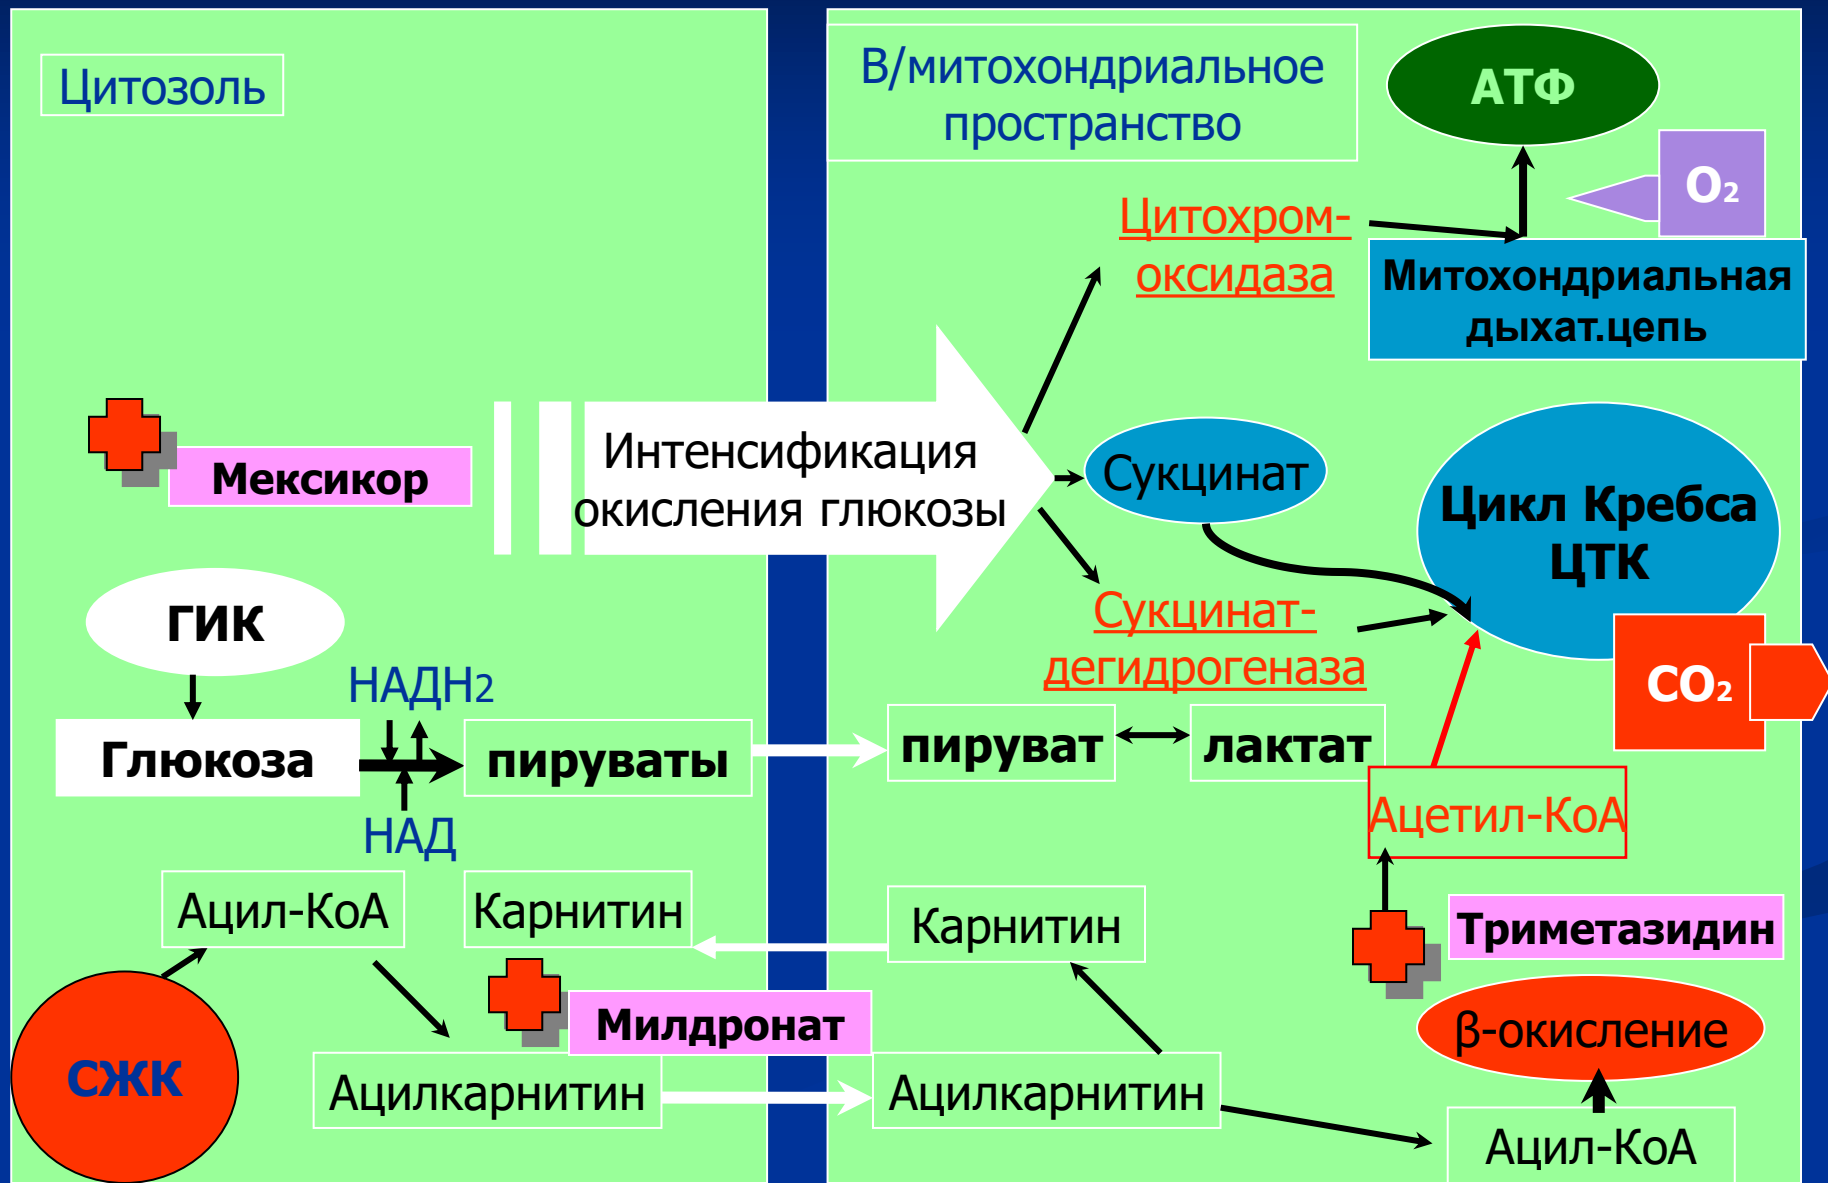 Цитозоль
В/митохондриальное
пространство
АТФ
O2
Цитохром-
оксидаза
Митохондриальная
дыхат.цепь
Мексикор
Интенсификация
окисления глюкозы
Сукцинат
Цикл Кребса
ЦТК
ГИК
Сукцинат-
дегидрогеназа
НАДН2
CO2
Глюкоза
пируваты
пируват
лактат
НАД
Ацетил-КоА
Ацил-КоА
Карнитин
Карнитин
Триметазидин
Милдронат
β-окисление
СЖК
Ацилкарнитин
Ацилкарнитин
Ацил-КоА